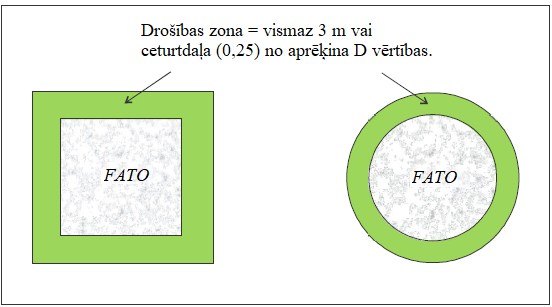 Drošības zona = vismaz 3 m vai
ceturtdaļa (0,25) no aprēķina D vērtības.
FATO
FATO